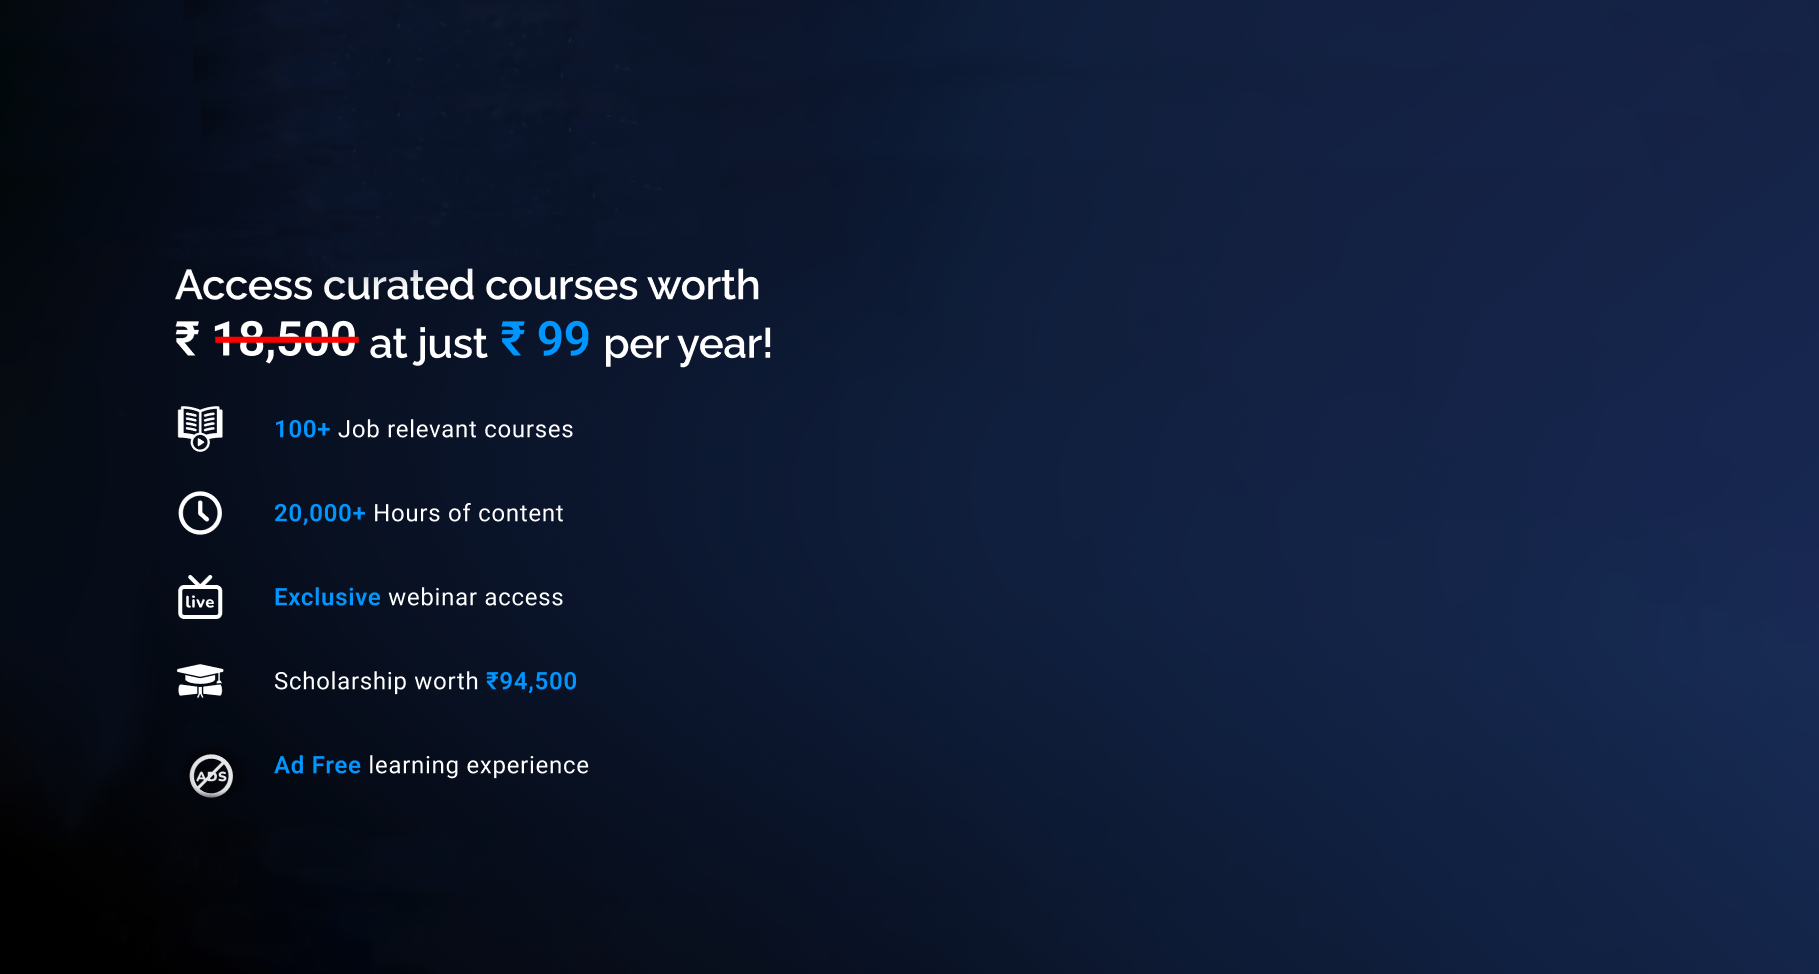 Access curated courses worth
₹ 18,500 at just ₹ 99 per year!
100+ Job relevant courses
20,000+ Hours of content
live
Exclusive webinar access
Scholarship worth ₹94,500
ADS
Ad Free learning experience